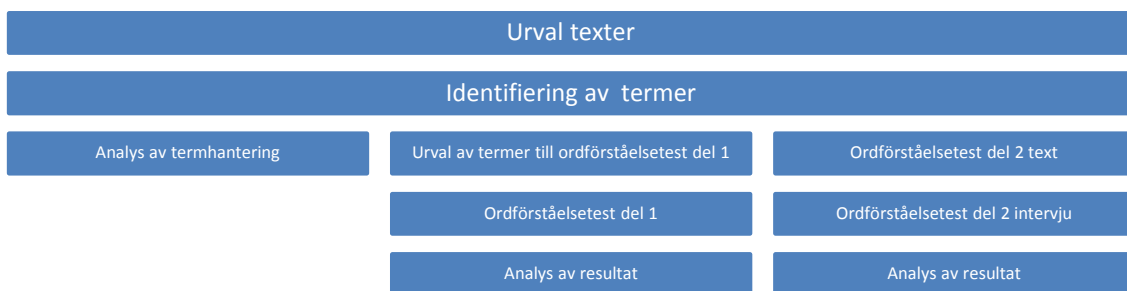 Urval texter
Identifiering av termer
Analys av termhantering
Urval av termer till ordförståelsetest del 1
Ordförståelsetest del 2 text
Ordförståelsetest del 1
Ordförståelsetest del 2 intervju
Analys av resultat
Analys av resultat